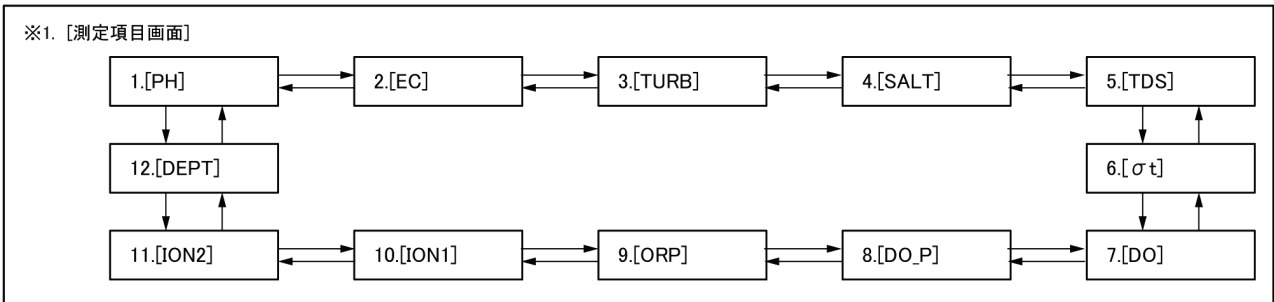 ※1. [測定項目画面]
1.[PH]
2.[EC]
3.[TURB]
4.[SALT]
5.[TDS]
12.[DEPT]
6.[σt]
11.[ION2]
10.[ION1]
9.[ORP]
8.[DO_P]
7.[DO]